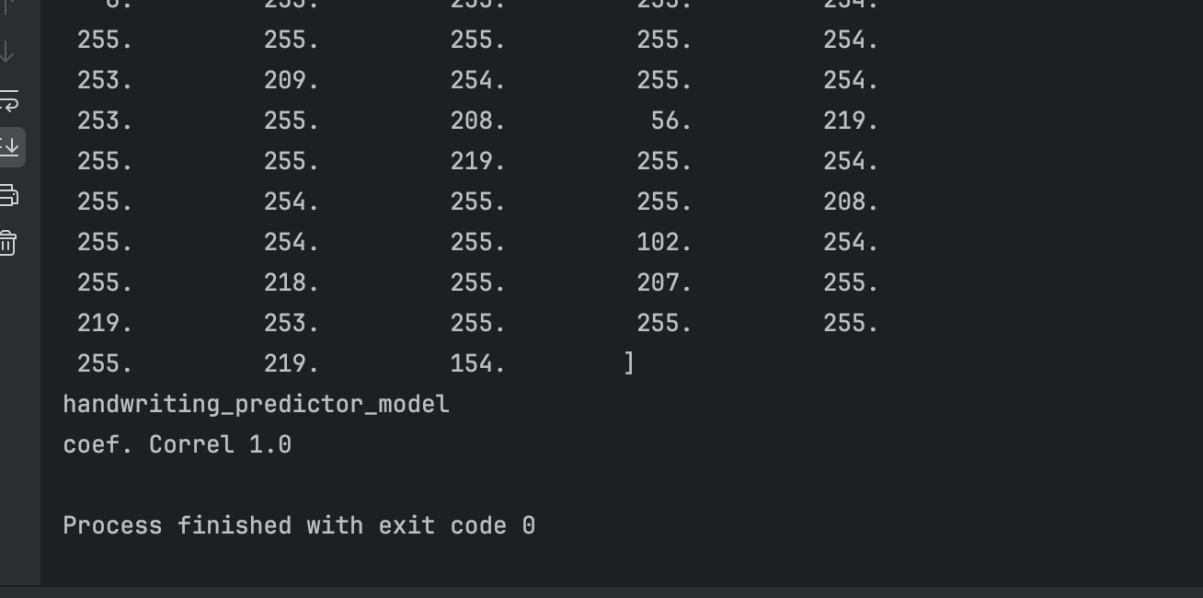 255. 255. 255. 255. 254.
253. 209. 254. 255. 254.
253. 255. 208. 56. 219.
255. 255. 219. 255. 254.
255. 254. 255. 255. 208.
255. 254. 255. 102. 254.
255. 218. 255. 207. 255.
219. 253. 255. 255. 255.
255. 219. 154. ]
handwriting_predictor_model
coef. Correl 1.0
Process finished with exit code 0